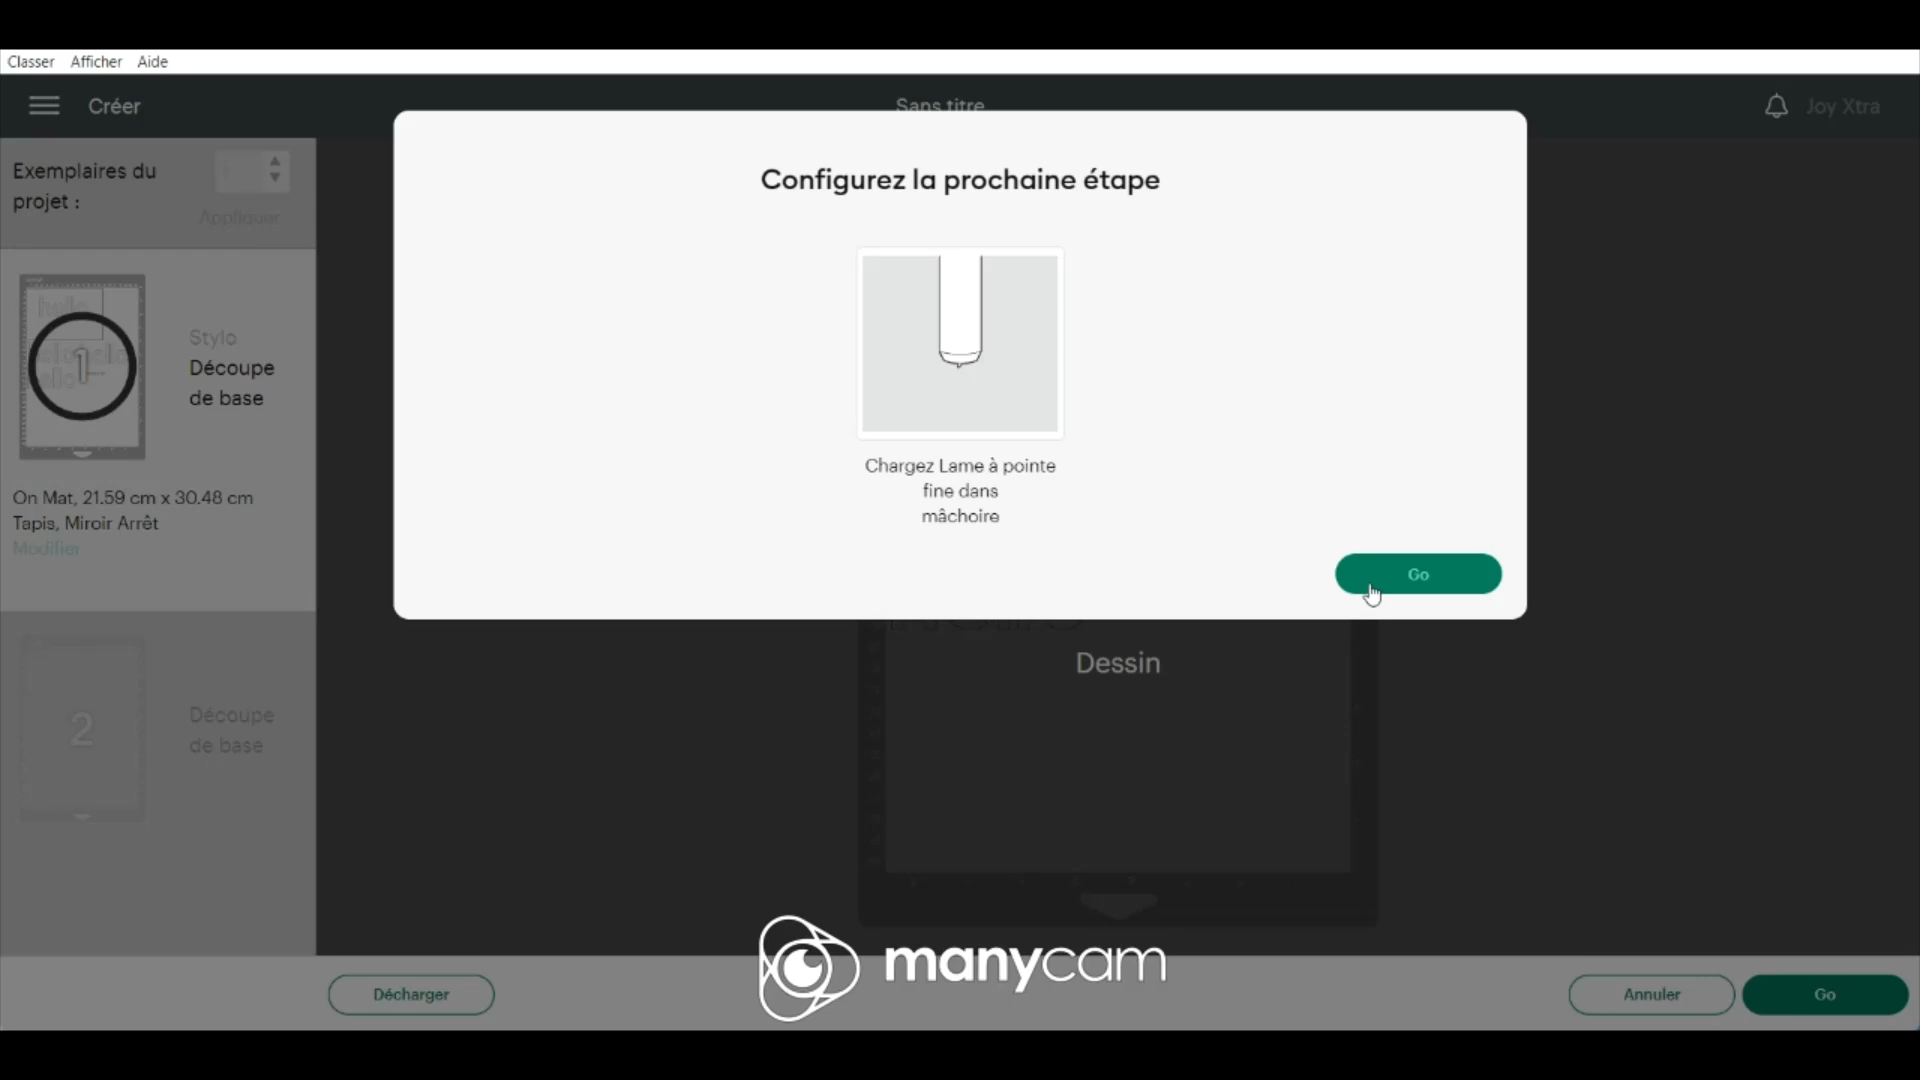 Classer Afficher Aide
Créer
Sans titre
Joy Xtra
Exemplaires du
projet :
Appliquer
Configurez la prochaine étape
hello
1
Stylo
Découpe
de base
Chargez Lame à pointe
fine dans
mâchoire
On Mat, 21.59 cm x 30.48 cm
Tapis, Miroir Arrêt
Modifier
Go
Dessin
2
Découpe
de base
manycam
Décharger
Annuler
Go